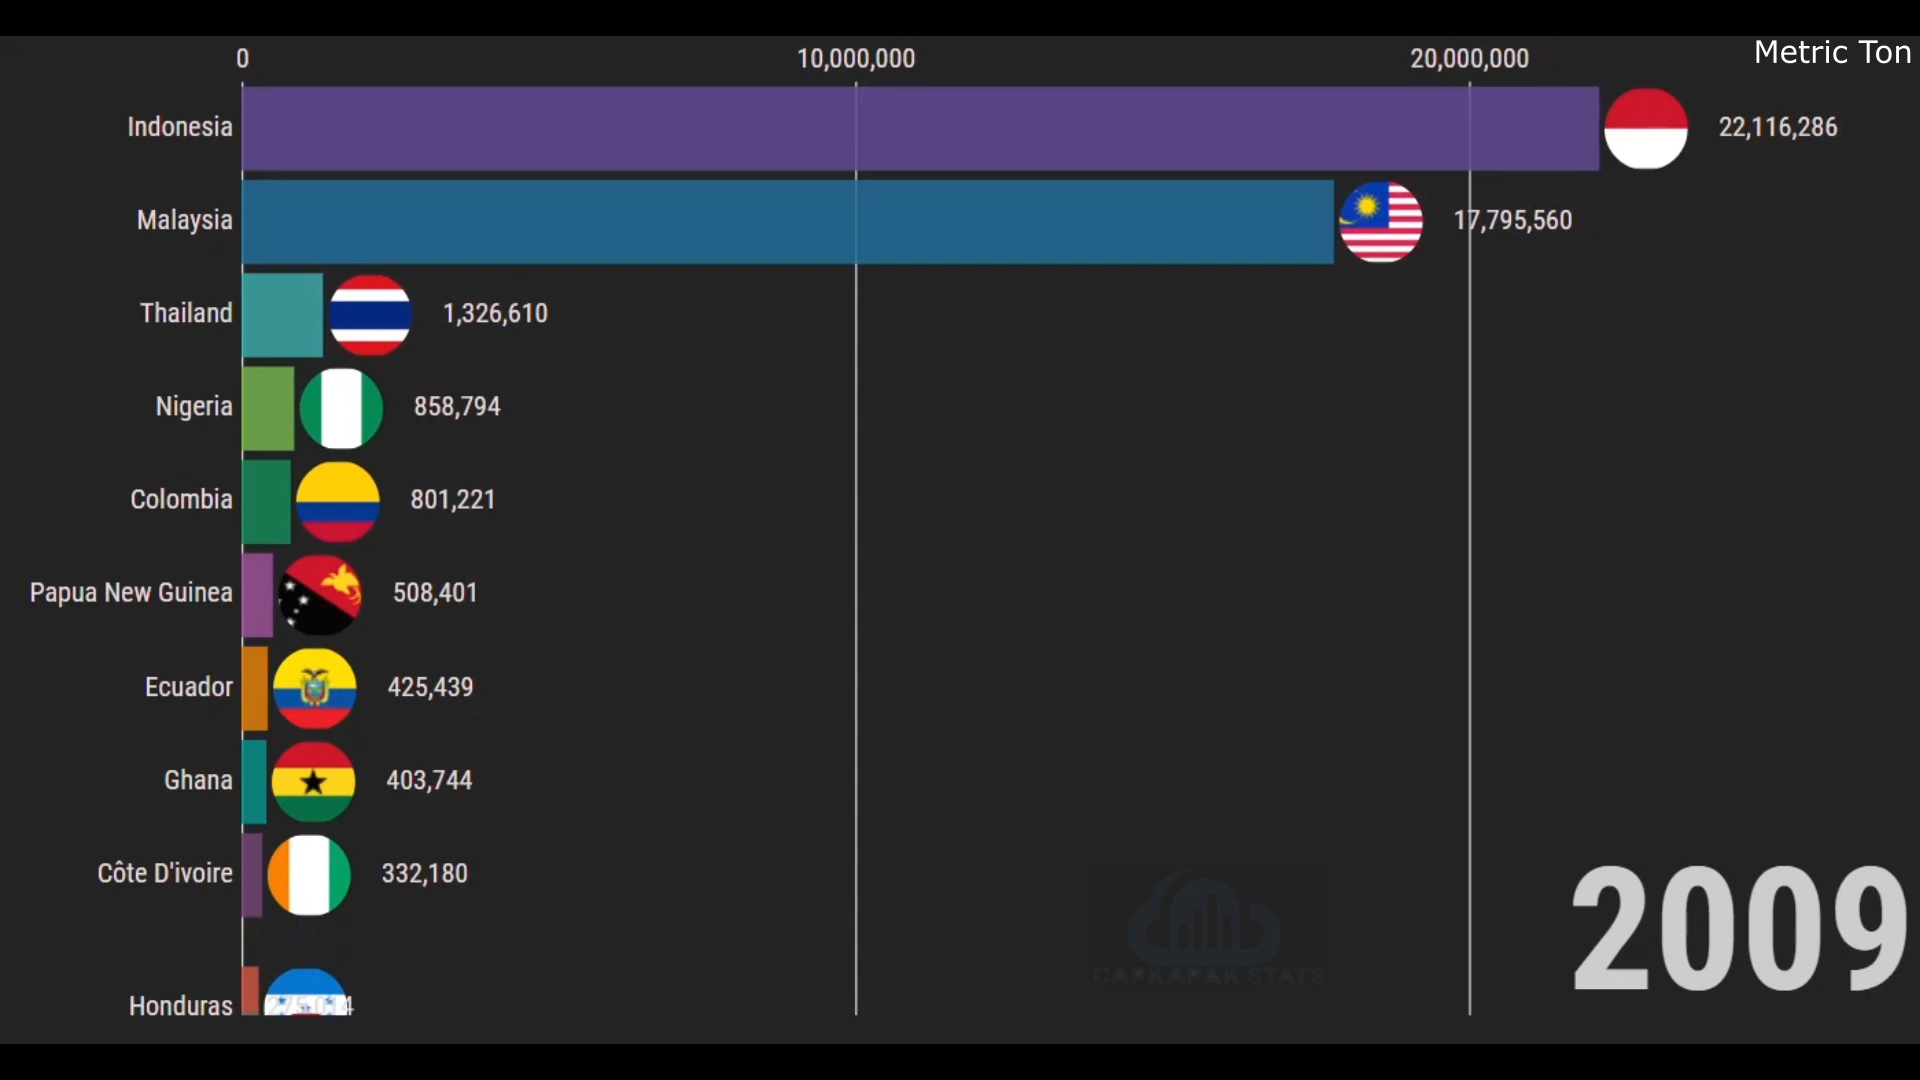 0 10,000,000 20,000,000 Metric Ton
Indonesia 22,116,286
Malaysia 17,795,560
Thailand 1,326,610
Nigeria 858,794
Colombia 801,221
Papua New Guinea 508,401
Ecuador 425,439
Ghana 403,744
Côte D'ivoire 332,180
CAPKAPAK STATS
2009
Honduras